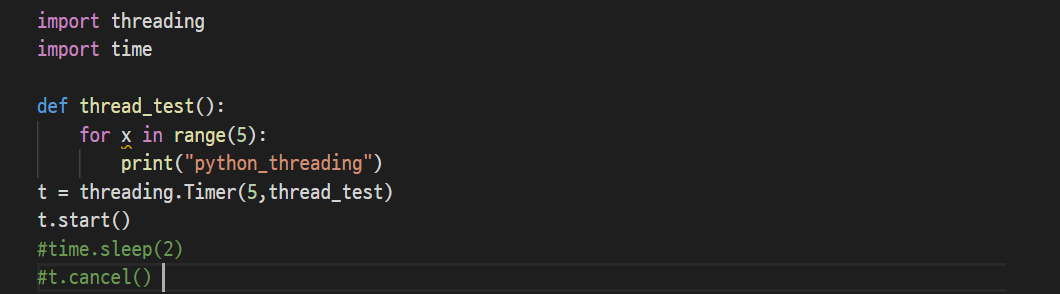 import threading
import time
def thread_test():
    for x in range(5):
        print("python_threading")
t = threading.Timer(5,thread_test)
t.start()
#time.sleep(2)
#t.cancel()